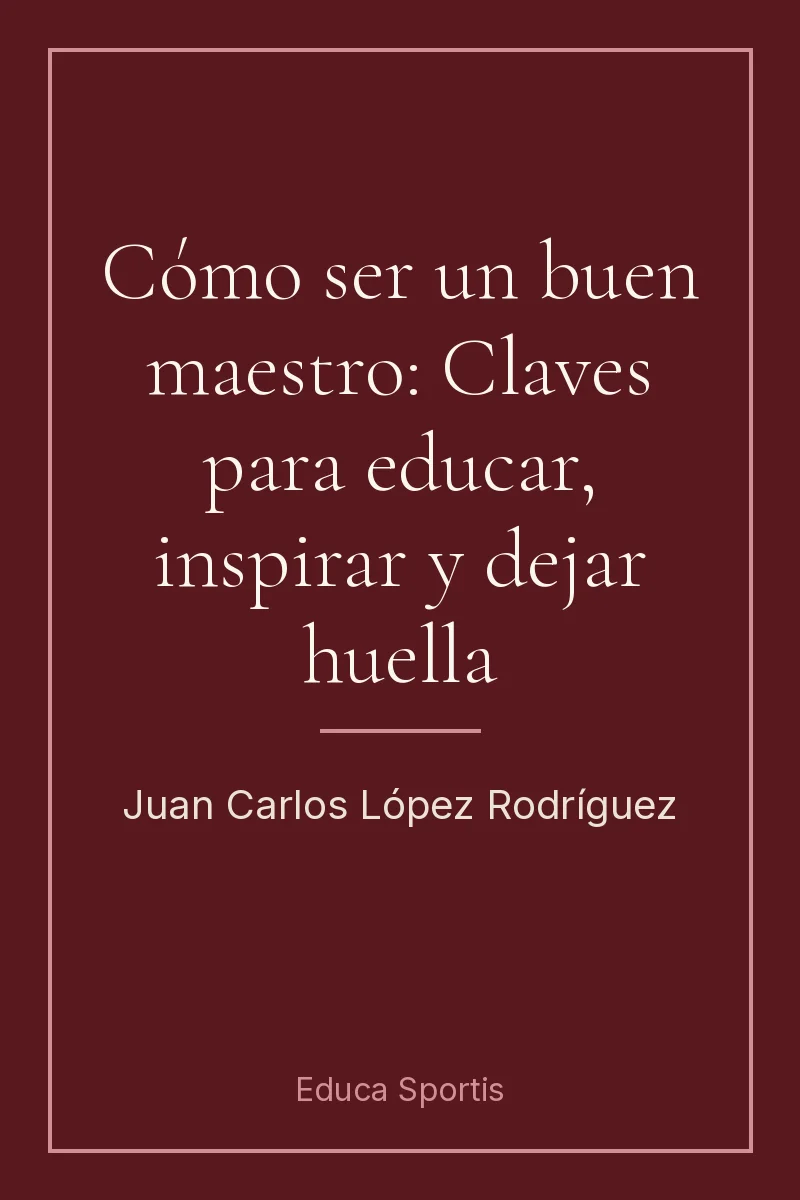 Cómo ser un buen
maestro: Claves
para educar,
inspirar y dejar
huella
Juan Carlos López Rodríguez
Educa Sportis